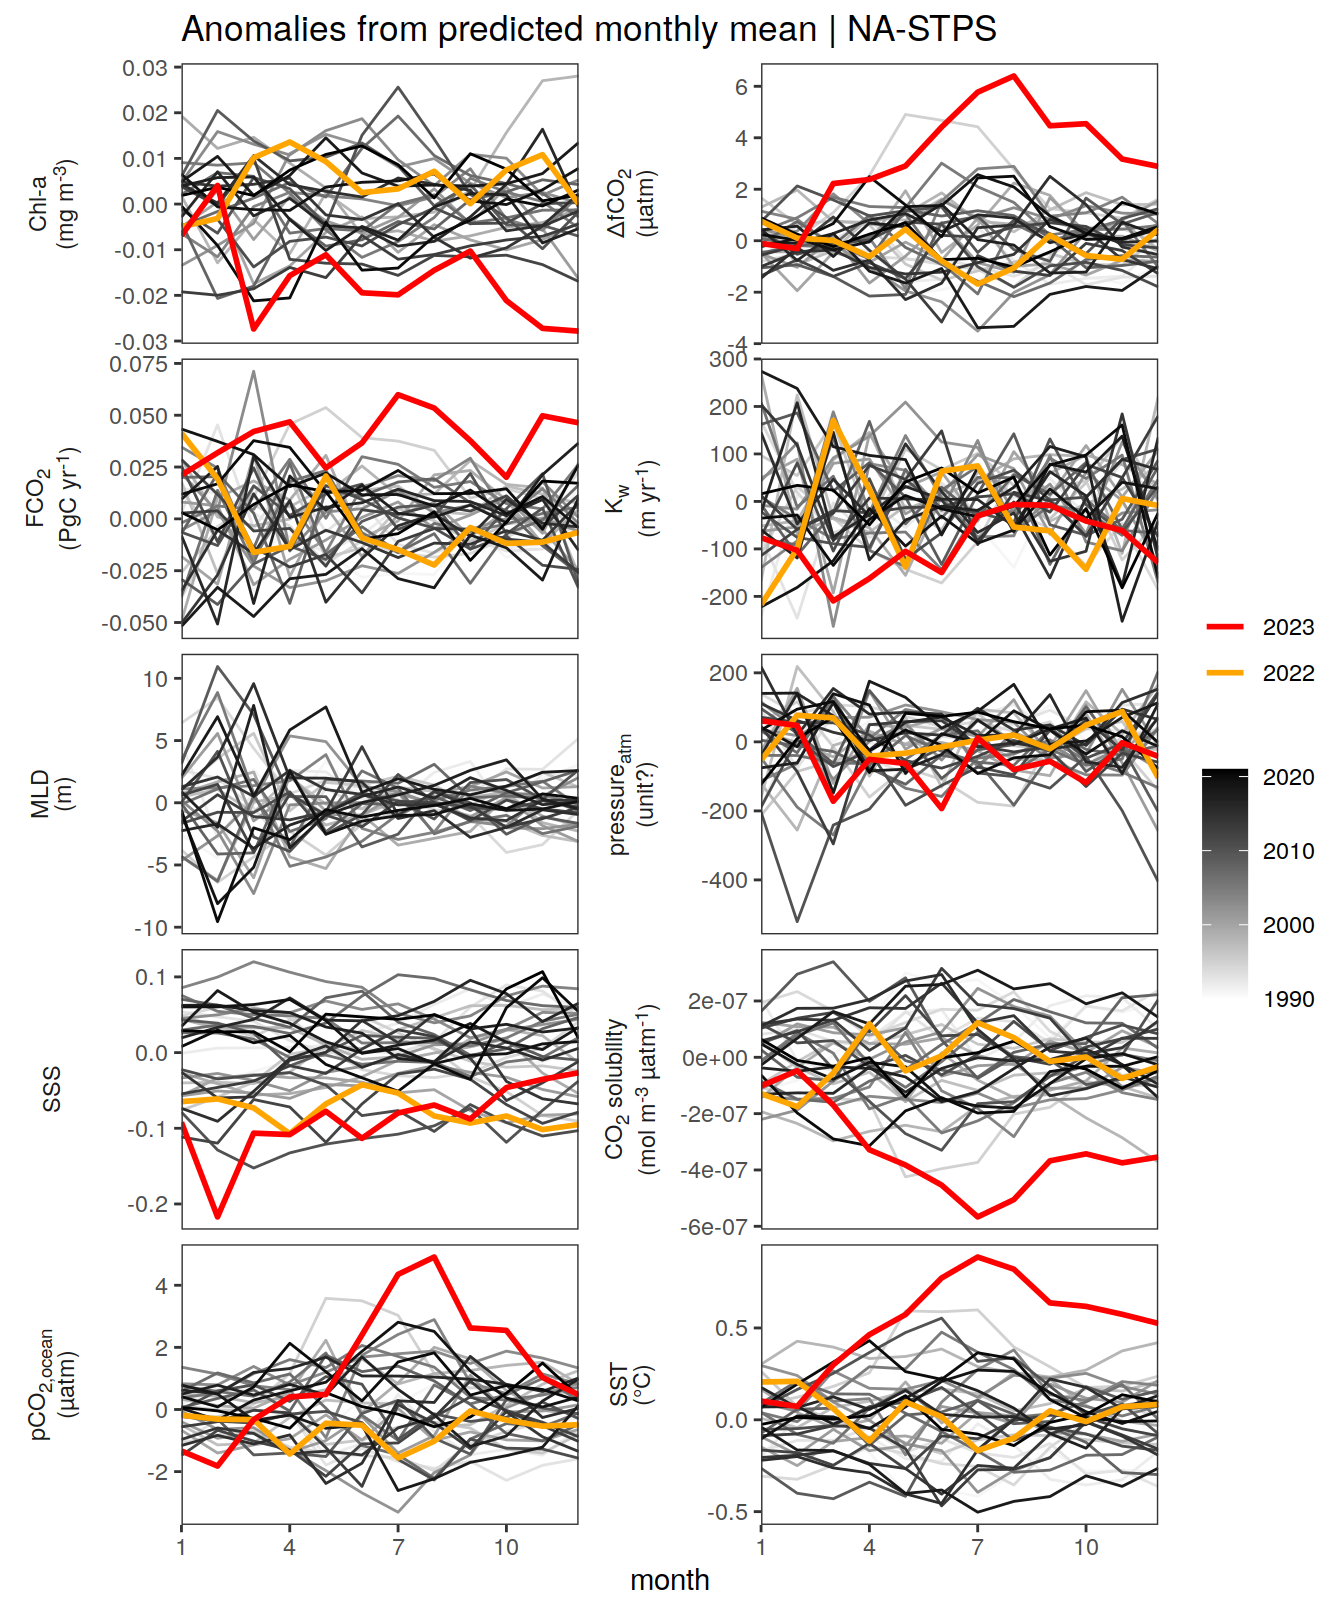 Anomalies from predicted monthly mean | NA-STPS
Chl-a
(mg m⁻³)
0.03
0.02
0.01
0.00
-0.01
-0.02
-0.03
ΔfCO₂
(µatm)
6
4
2
0
-2
-4
FCO₂
(PgC yr⁻¹)
0.075
0.050
0.025
0.000
-0.025
-0.050
K_w
(m yr⁻¹)
300
200
100
0
-100
-200
MLD
(m)
10
5
0
-5
-10
pressure_atm
(unit?)
200
0
-200
-400
SSS
0.1
0.0
-0.1
-0.2
CO₂ solubility
(mol m⁻³ µatm⁻¹)
2e-07
0e+00
-2e-07
-4e-07
-6e-07
pCO₂,ocean
(µatm)
4
2
0
-2
SST
(°C)
0.5
0.0
-0.5
1 4 7 10
1 4 7 10
month
2023
2022
2020
2010
2000
1990